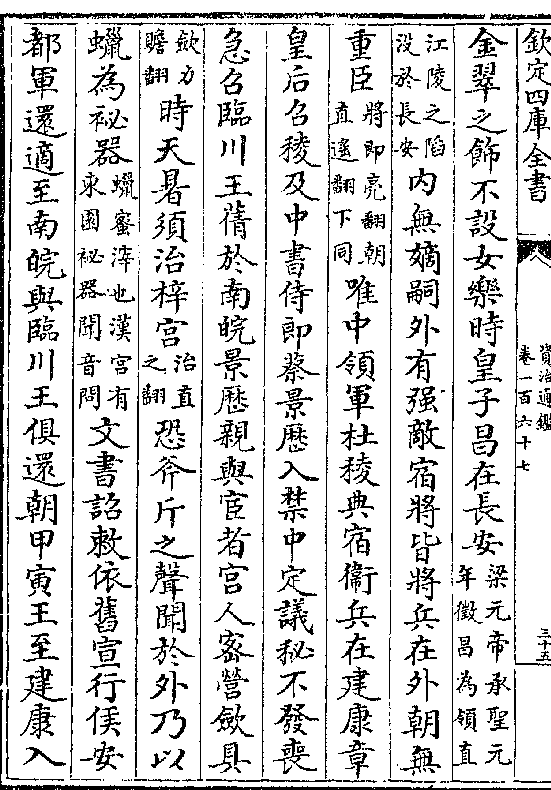 欽定四庫全書
資治通鑑
卷一百六十七
三十五
金翠之飾不設女樂時皇子昌在長安梁元帝承聖元年徵昌為領直
江陵之陷没於長安内無嫡嗣外有强敵宿將皆將兵在外朝無
重臣將即亮翻朝直遥翻下同唯中領軍杜稜典宿衞兵在建康章
皇后召稜及中書侍郎蔡景歷入禁中定議秘不發喪
急召臨川王蒨於南皖景歷親與宦者宫人密營歛具
歛力贍翻時天暑須治梓宫治直之翻恐斧斤之聲聞於外乃以
蠟為祕器蠟蜜滓也漢宫有東園祕器聞音問文書詔敕依舊宣行侯安
都軍還適至南皖與臨川王俱還朝甲寅王至建康入